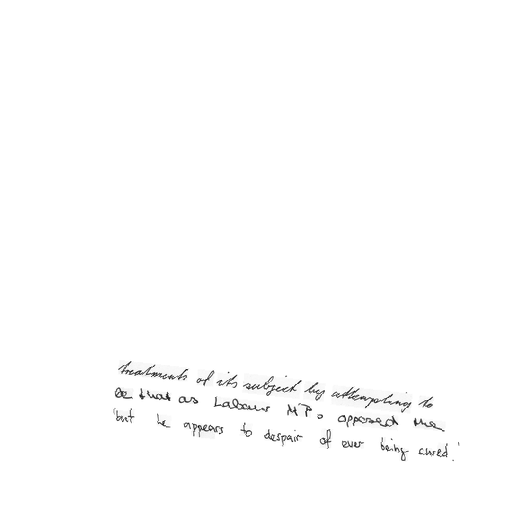 treatments of its subject by attempting to
be that as Labour MPs opposed the
'but he appears to despair of ever being cured.'